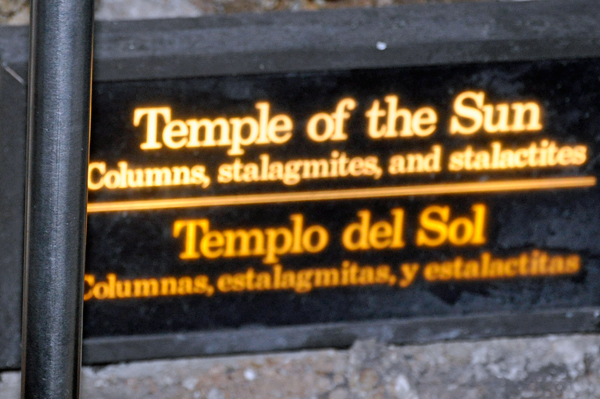 Temple of the Sun
Columns, stalagmites, and stalactites
Templo del Sol
Columnas, estalagmitas, y estalactitas